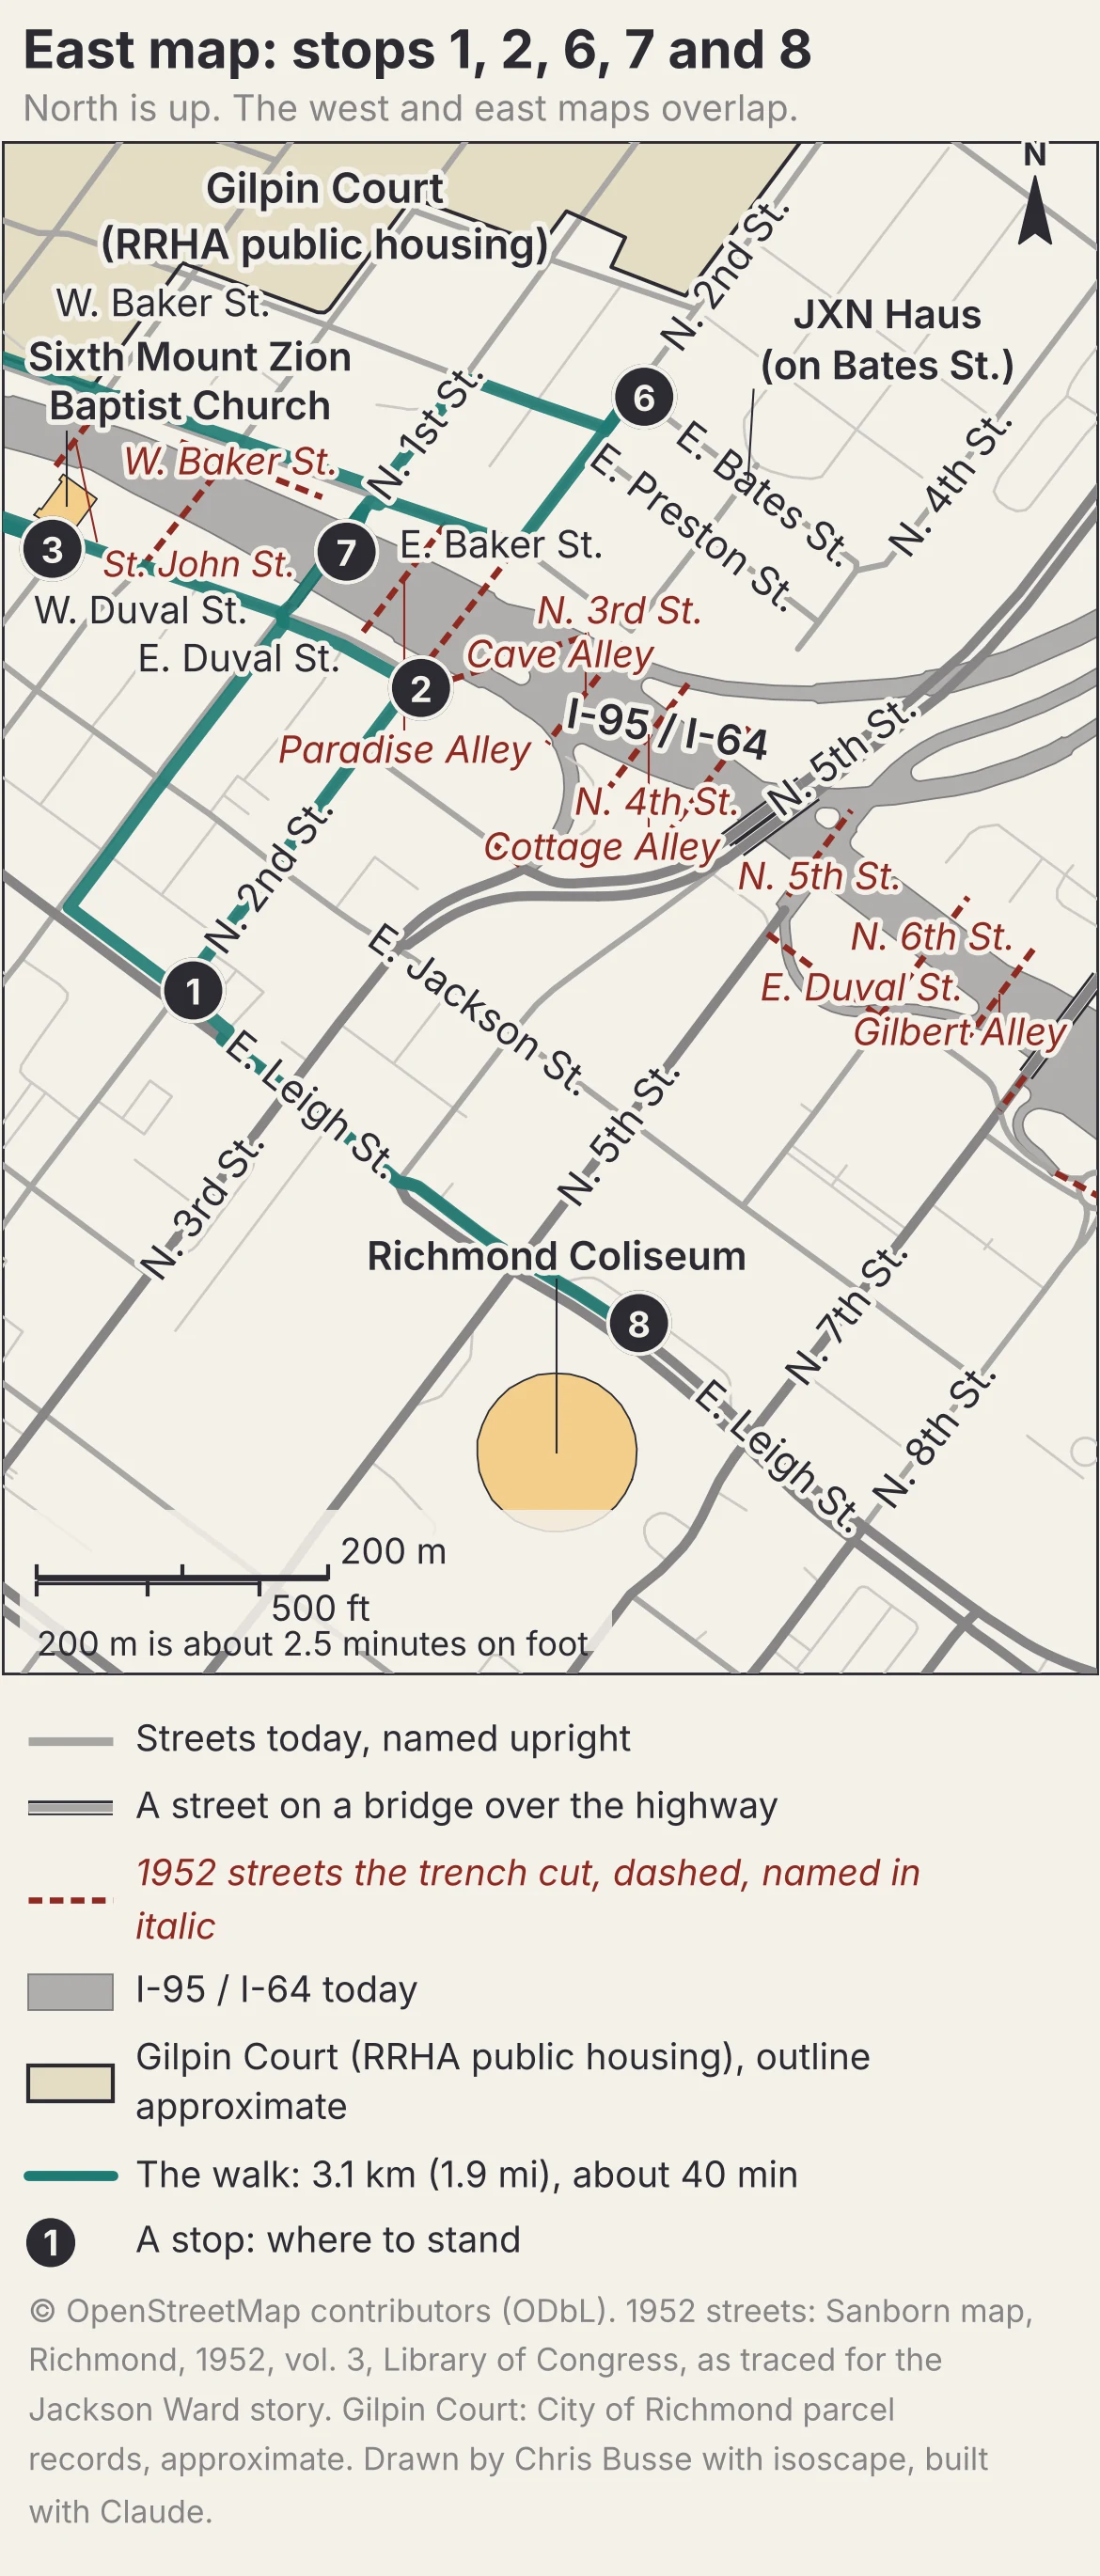 East map: stops 1, 2, 6, 7 and 8
North is up. The west and east maps overlap.
N
Gilpin Court
(RRHA public housing)
N. 2nd St.
W. Baker St.
JXN Haus
(on Bates St.)
Sixth Mount Zion
Baptist Church
N. 1st St.
6
E. Bates St.
W. Baker St.
E. Preston St.
N. 4th St.
3
7
E. Baker St.
St. John St.
W. Duval St.
N. 3rd St.
E. Duval St.
Cave Alley
2
I-95 / I-64
Paradise Alley
N. 5th St.
N. 4th St.
Cottage Alley
N. 2nd St.
N. 5th St.
N. 6th St.
E. Jackson St.
1
E. Duval St.
Gilbert Alley
E. Leigh St.
N. 5th St.
N. 3rd St.
Richmond Coliseum
N. 7th St.
8
E. Leigh St.
N. 8th St.
200 m
500 ft
200 m is about 2.5 minutes on foot
Streets today, named upright
A street on a bridge over the highway
1952 streets the trench cut, dashed, named in
italic
I-95 / I-64 today
Gilpin Court (RRHA public housing), outline
approximate
The walk: 3.1 km (1.9 mi), about 40 min
1 A stop: where to stand
© OpenStreetMap contributors (ODbL). 1952 streets: Sanborn map,
Richmond, 1952, vol. 3, Library of Congress, as traced for the
Jackson Ward story. Gilpin Court: City of Richmond parcel
records, approximate. Drawn by Chris Busse with isoscape, built
with Claude.